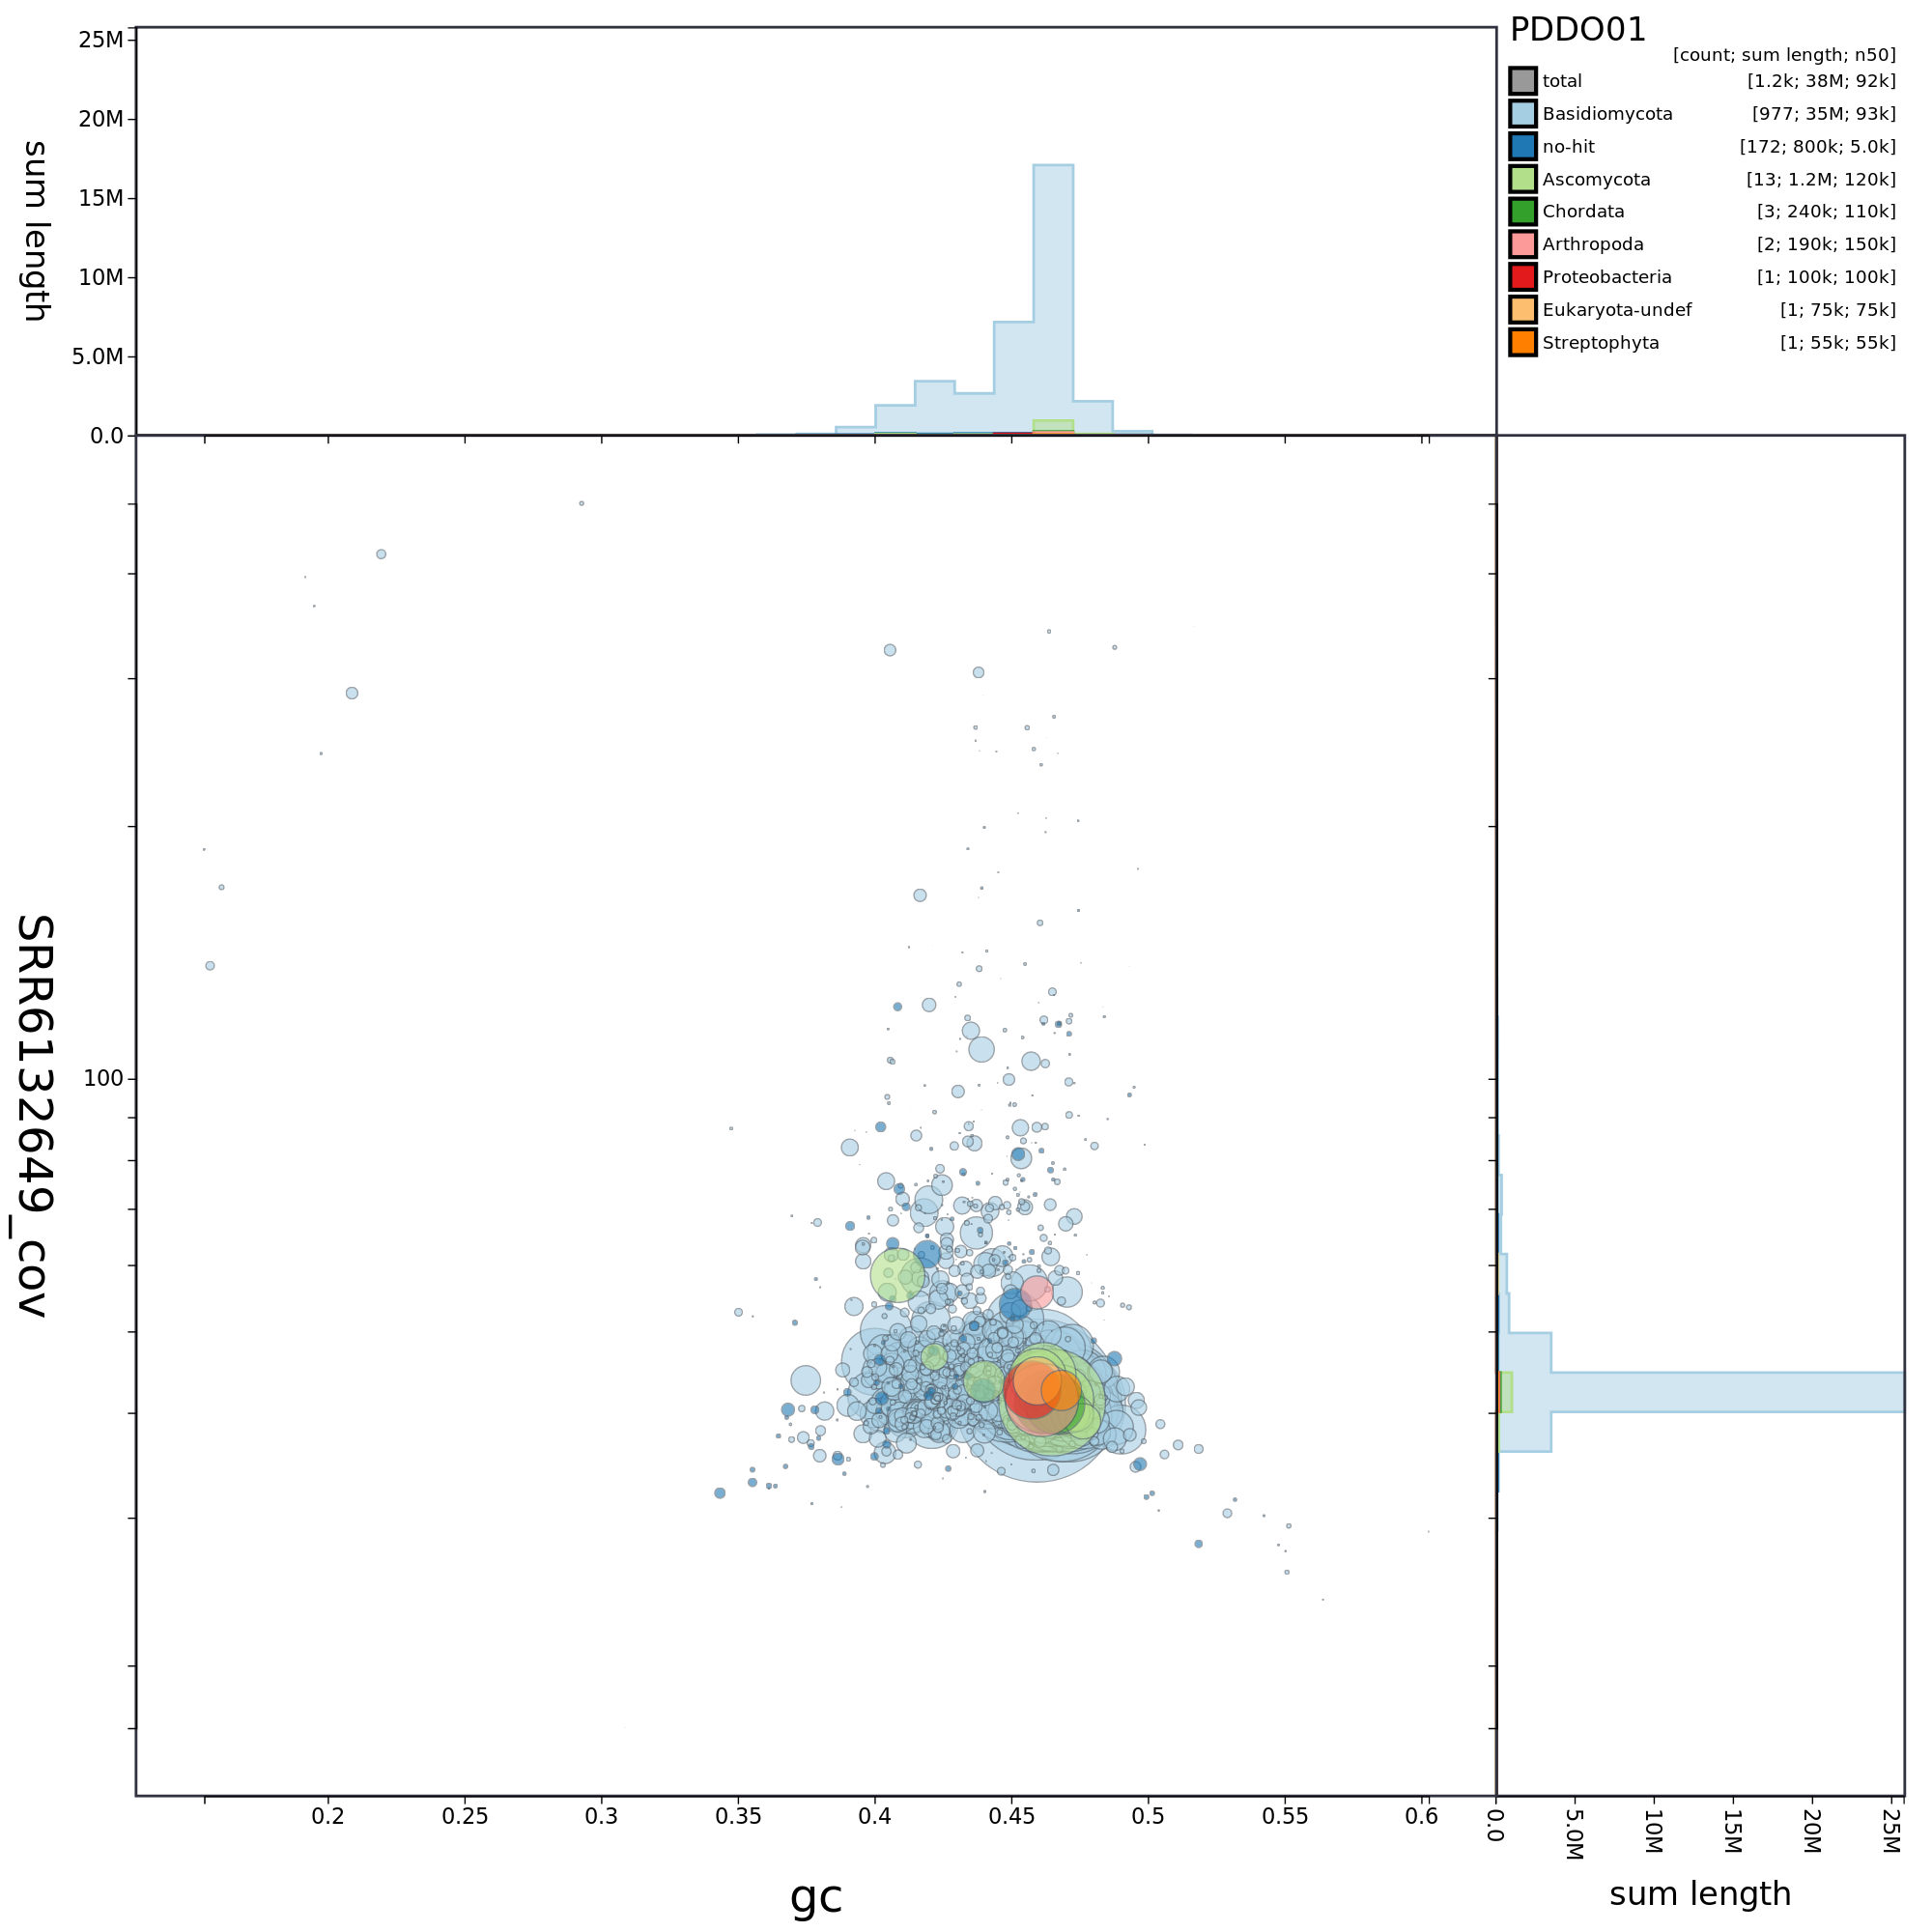 PDDO01
[count; sum length; n50]
total [1.2k; 38M; 92k]
Basidiomycota [977; 35M; 93k]
no-hit [172; 800k; 5.0k]
Ascomycota [13; 1.2M; 120k]
Chordata [3; 240k; 110k]
Arthropoda [2; 190k; 150k]
Proteobacteria [1; 100k; 100k]
Eukaryota-undef [1; 75k; 75k]
Streptophyta [1; 55k; 55k]
25M
20M
15M
10M
5.0M
0.0
sum length
100
SRR6132649_cov
0.2 0.25 0.3 0.35 0.4 0.45 0.5 0.55 0.6
gc
0.0 5.0M 10M 15M 20M 25M
sum length